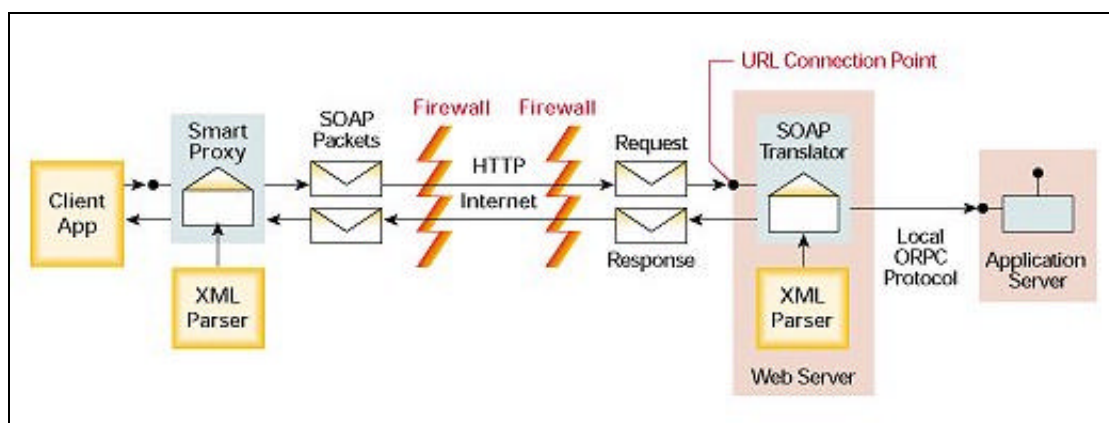 URL Connection Point
Firewall
Firewall
SOAP
Packets
Smart
Proxy
Request
SOAP
Translator
HTTP
Client
App
Internet
Response
Local
ORPC
Protocol
Application
Server
XML
Parser
XML
Parser
Web Server